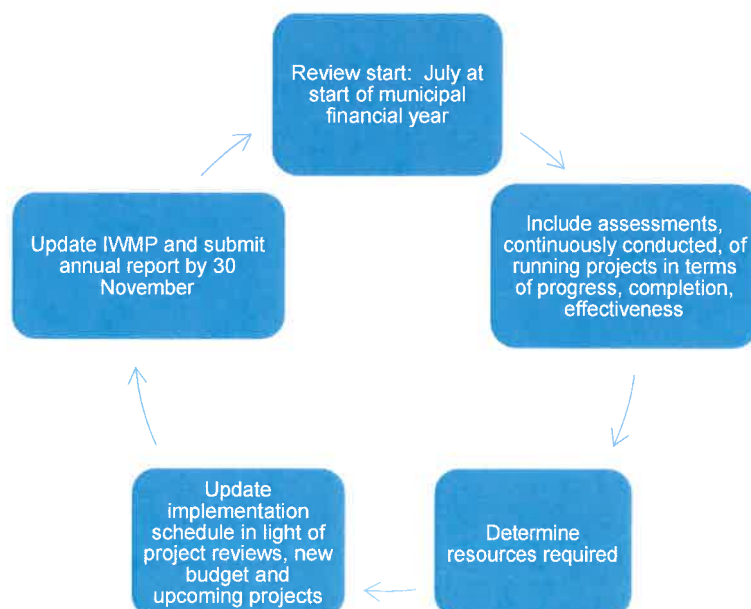 Review start: July at
start of municipal
financial year
Include assessments,
continuously conducted, of
running projects in terms
of progress, completion,
effectiveness
Determine
resources required
Update
implementation
schedule in light of
project reviews, new
budget and
upcoming projects
Update IWMP and submit
annual report by 30
November